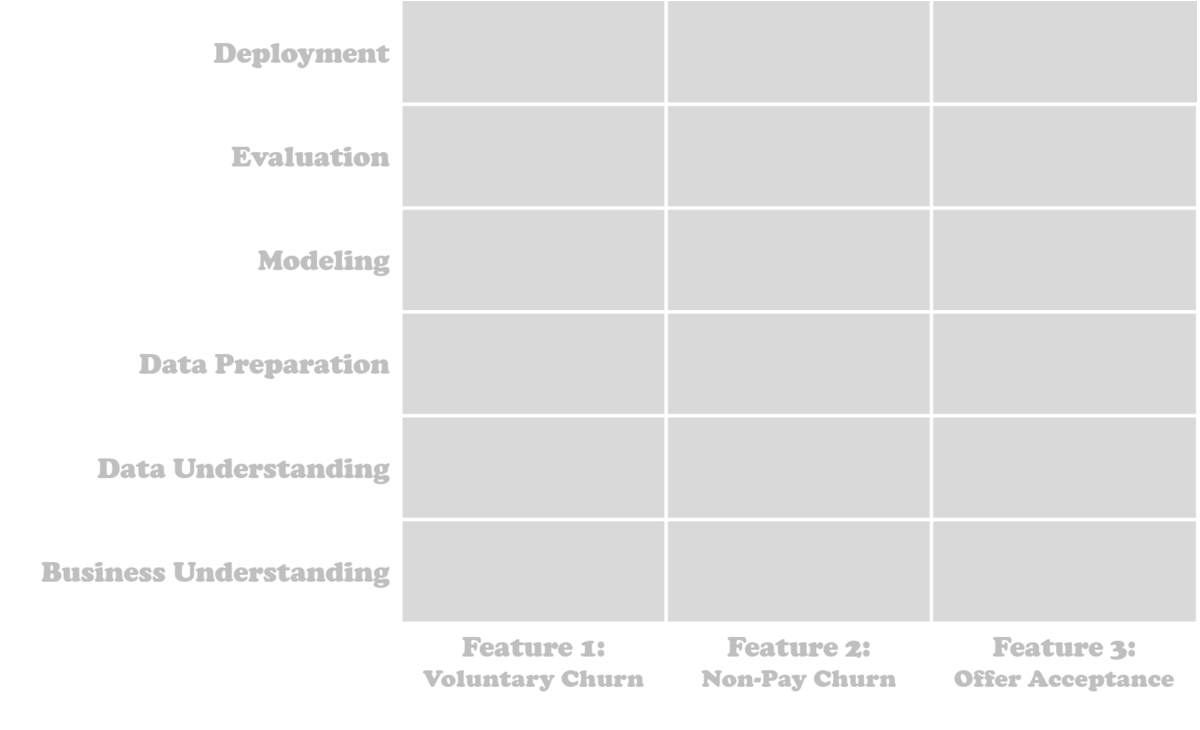 Deployment
Evaluation
Modeling
Data Preparation
Data Understanding
Business Understanding
Feature 1:
Voluntary Churn
Feature 2:
Non-Pay Churn
Feature 3:
Offer Acceptance